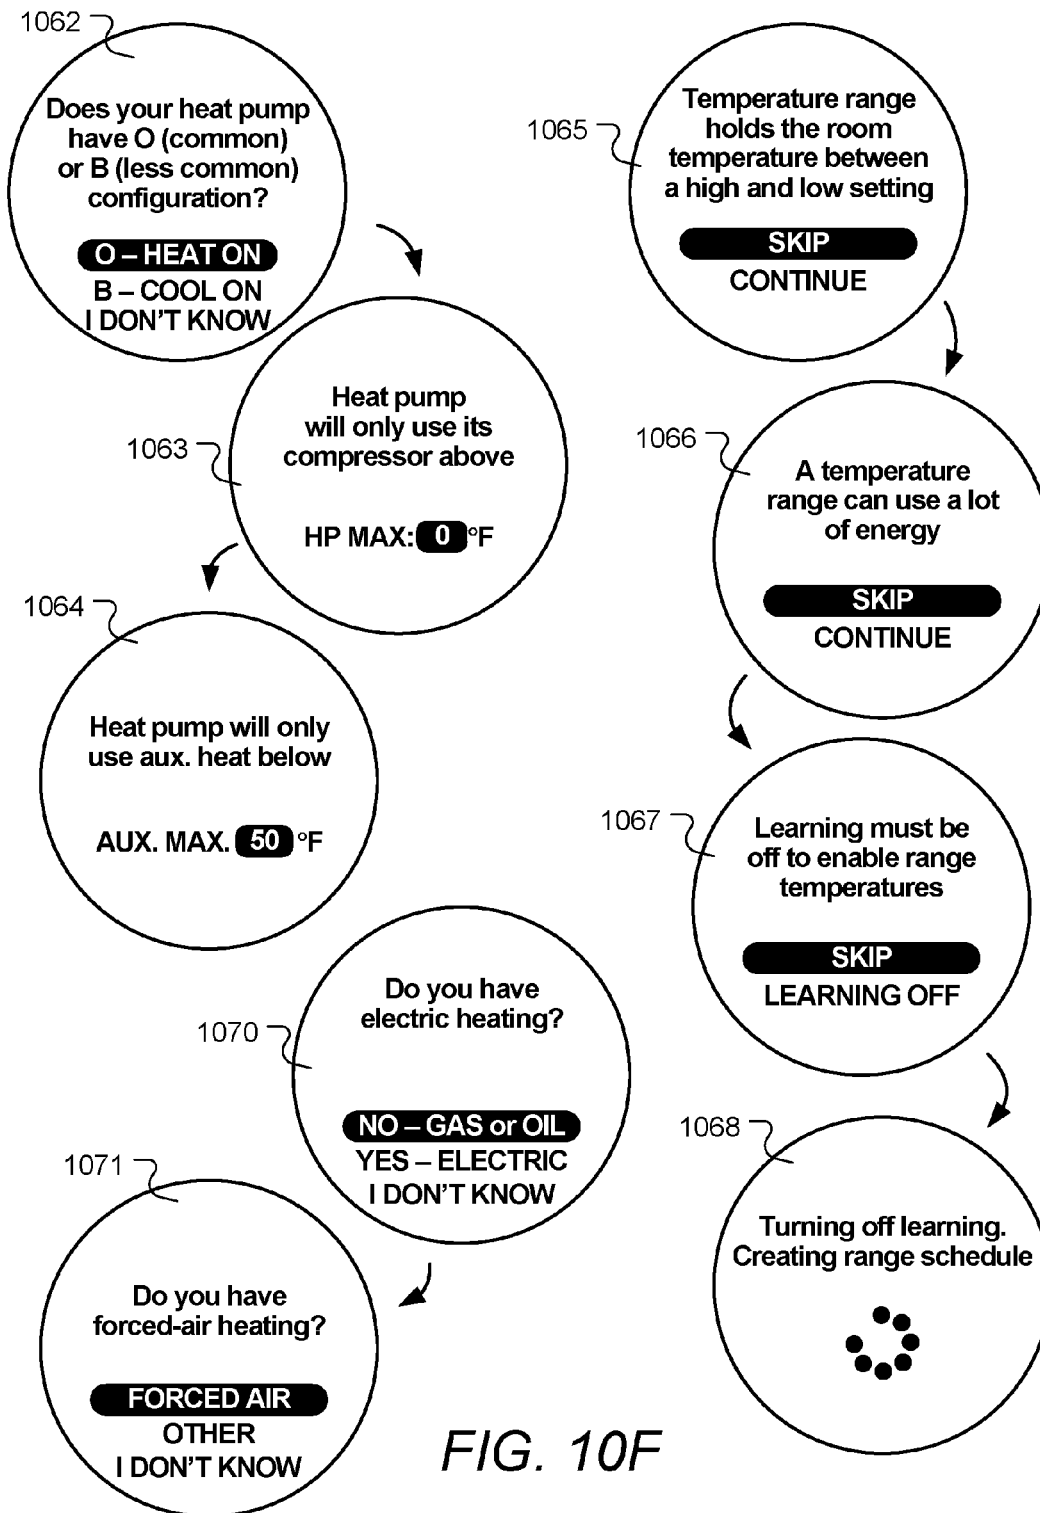 1062
Does your heat pump
have O (common)
or B (less common)
configuration?
O – HEAT ON
B – COOL ON
I DON'T KNOW
1063
Heat pump
will only use its
compressor above
HP MAX: 0 °F
1064
Heat pump will only
use aux. heat below
AUX. MAX. 50 °F
1070
Do you have
electric heating?
NO – GAS or OIL
YES – ELECTRIC
I DON'T KNOW
1071
Do you have
forced-air heating?
FORCED AIR
OTHER
I DON'T KNOW
1065
Temperature range
holds the room
temperature between
a high and low setting
SKIP
CONTINUE
1066
A temperature
range can use a lot
of energy
SKIP
CONTINUE
1067
Learning must be
off to enable range
temperatures
SKIP
LEARNING OFF
1068
Turning off learning.
Creating range schedule
FIG. 10F